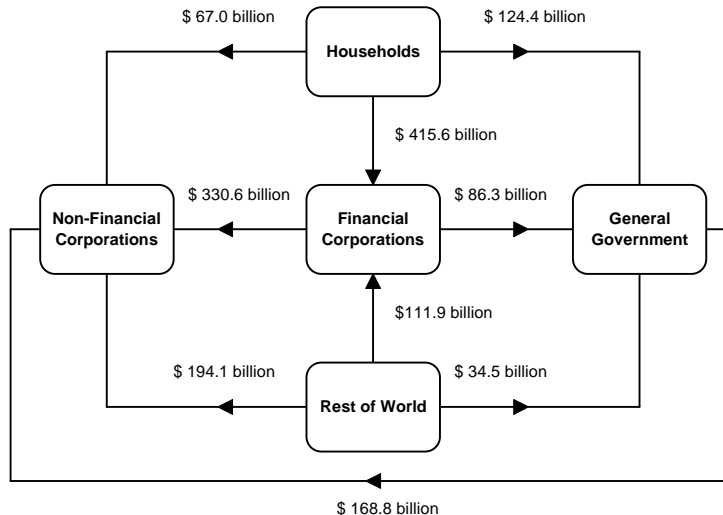 $ 67.0 billion
$ 124.4 billion
Households
$ 415.6 billion
$ 330.6 billion
$ 86.3 billion
Non-Financial
Corporations
Financial
Corporations
General
Government
$111.9 billion
$ 194.1 billion
$ 34.5 billion
Rest of World
$ 168.8 billion